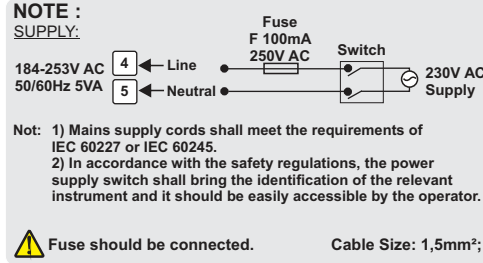 NOTE :
SUPPLY:
184-253V AC
50/60Hz 5VA
4
5
Line
Neutral
Fuse
F 100mA
250V AC
Switch
230V AC
Supply
Not: 1) Mains supply cords shall meet the requirements of
IEC 60227 or IEC 60245.
2) In accordance with the safety regulations, the power
supply switch shall bring the identification of the relevant
instrument and it should be easily accessible by the operator.
Fuse should be connected. Cable Size: 1,5mm²;